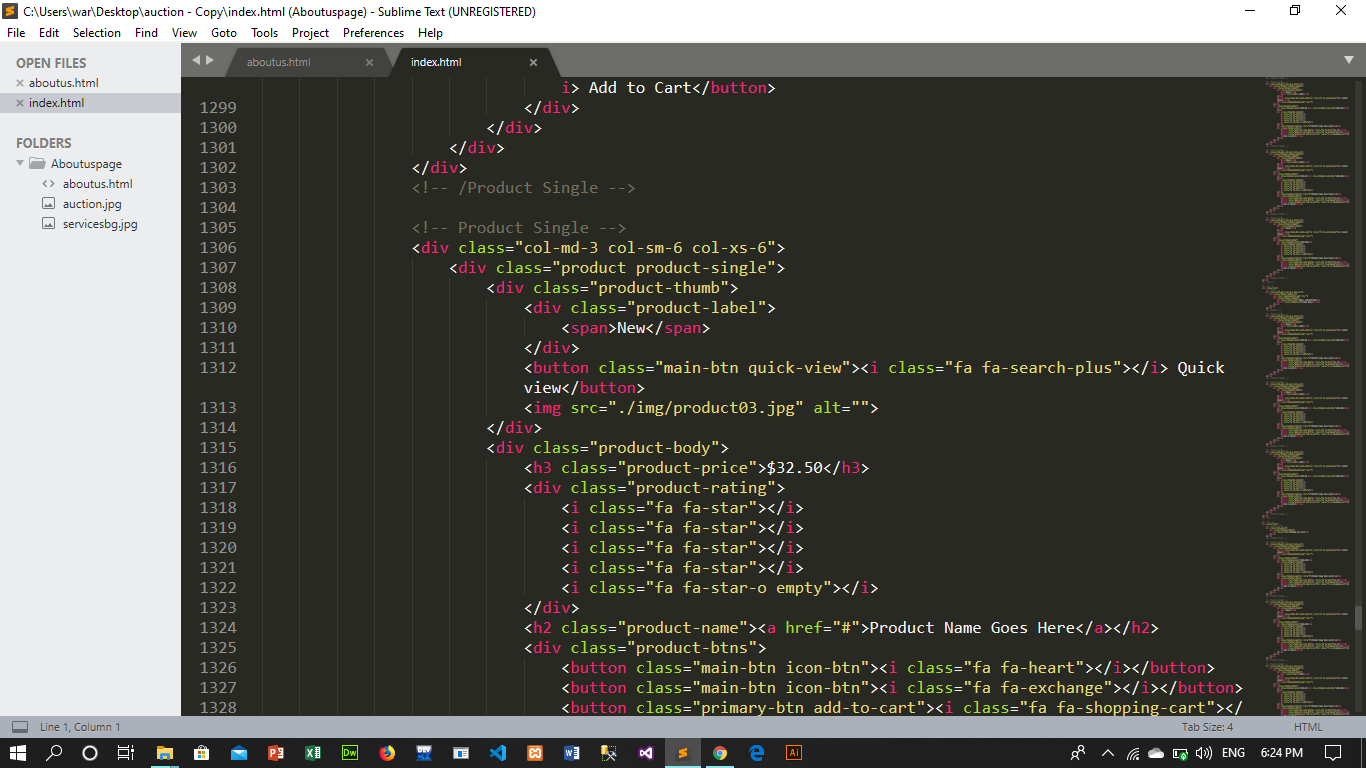 C:\Users\war\Desktop\auction - Copy\index.html (Aboutuspage) - Sublime Text (UNREGISTERED)
File Edit Selection Find View Goto Tools Project Preferences Help
OPEN FILES
aboutus.html
index.html
FOLDERS
Aboutuspage
aboutus.html
auction.jpg
servicesbg.jpg
aboutus.html index.html
i> Add to Cart</button>
1299 </div>
1300 </div>
1301 </div>
1302 </div>
1303 <!-- /Product Single -->
1304
1305 <!-- Product Single -->
1306 <div class="col-md-3 col-sm-6 col-xs-6">
1307 <div class="product product-single">
1308 <div class="product-thumb">
1309 <div class="product-label">
1310 <span>New</span>
1311 </div>
1312 <button class="main-btn quick-view"><i class="fa fa-search-plus"></i> Quick
view</button>
1313 <img src="./img/product03.jpg" alt="">
1314 </div>
1315 <div class="product-body">
1316 <h3 class="product-price">$32.50</h3>
1317 <div class="product-rating">
1318 <i class="fa fa-star"></i>
1319 <i class="fa fa-star"></i>
1320 <i class="fa fa-star"></i>
1321 <i class="fa fa-star"></i>
1322 <i class="fa fa-star-o empty"></i>
1323 </div>
1324 <h2 class="product-name"><a href="#">Product Name Goes Here</a></h2>
1325 <div class="product-btns">
1326 <button class="main-btn icon-btn"><i class="fa fa-heart"></i></button>
1327 <button class="main-btn icon-btn"><i class="fa fa-exchange"></i></button>
1328 <button class="primary-btn add-to-cart"><i class="fa fa-shopping-cart"></
Line 1, Column 1 Tab Size: 4 HTML
Dw DEV Ai ENG 6:24 PM